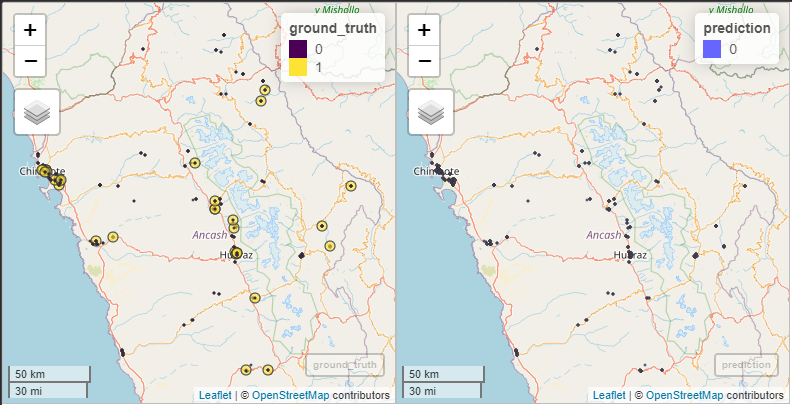 +
−
v Mishollo
ground_truth
0
1
Chimbote
Ancash
Huaraz
50 km
30 mi
ground_truth
Leaflet | © OpenStreetMap contributors
+
−
v Mishollo
prediction
0
Chimbote
Ancash
Huaraz
50 km
30 mi
prediction
Leaflet | © OpenStreetMap contributors